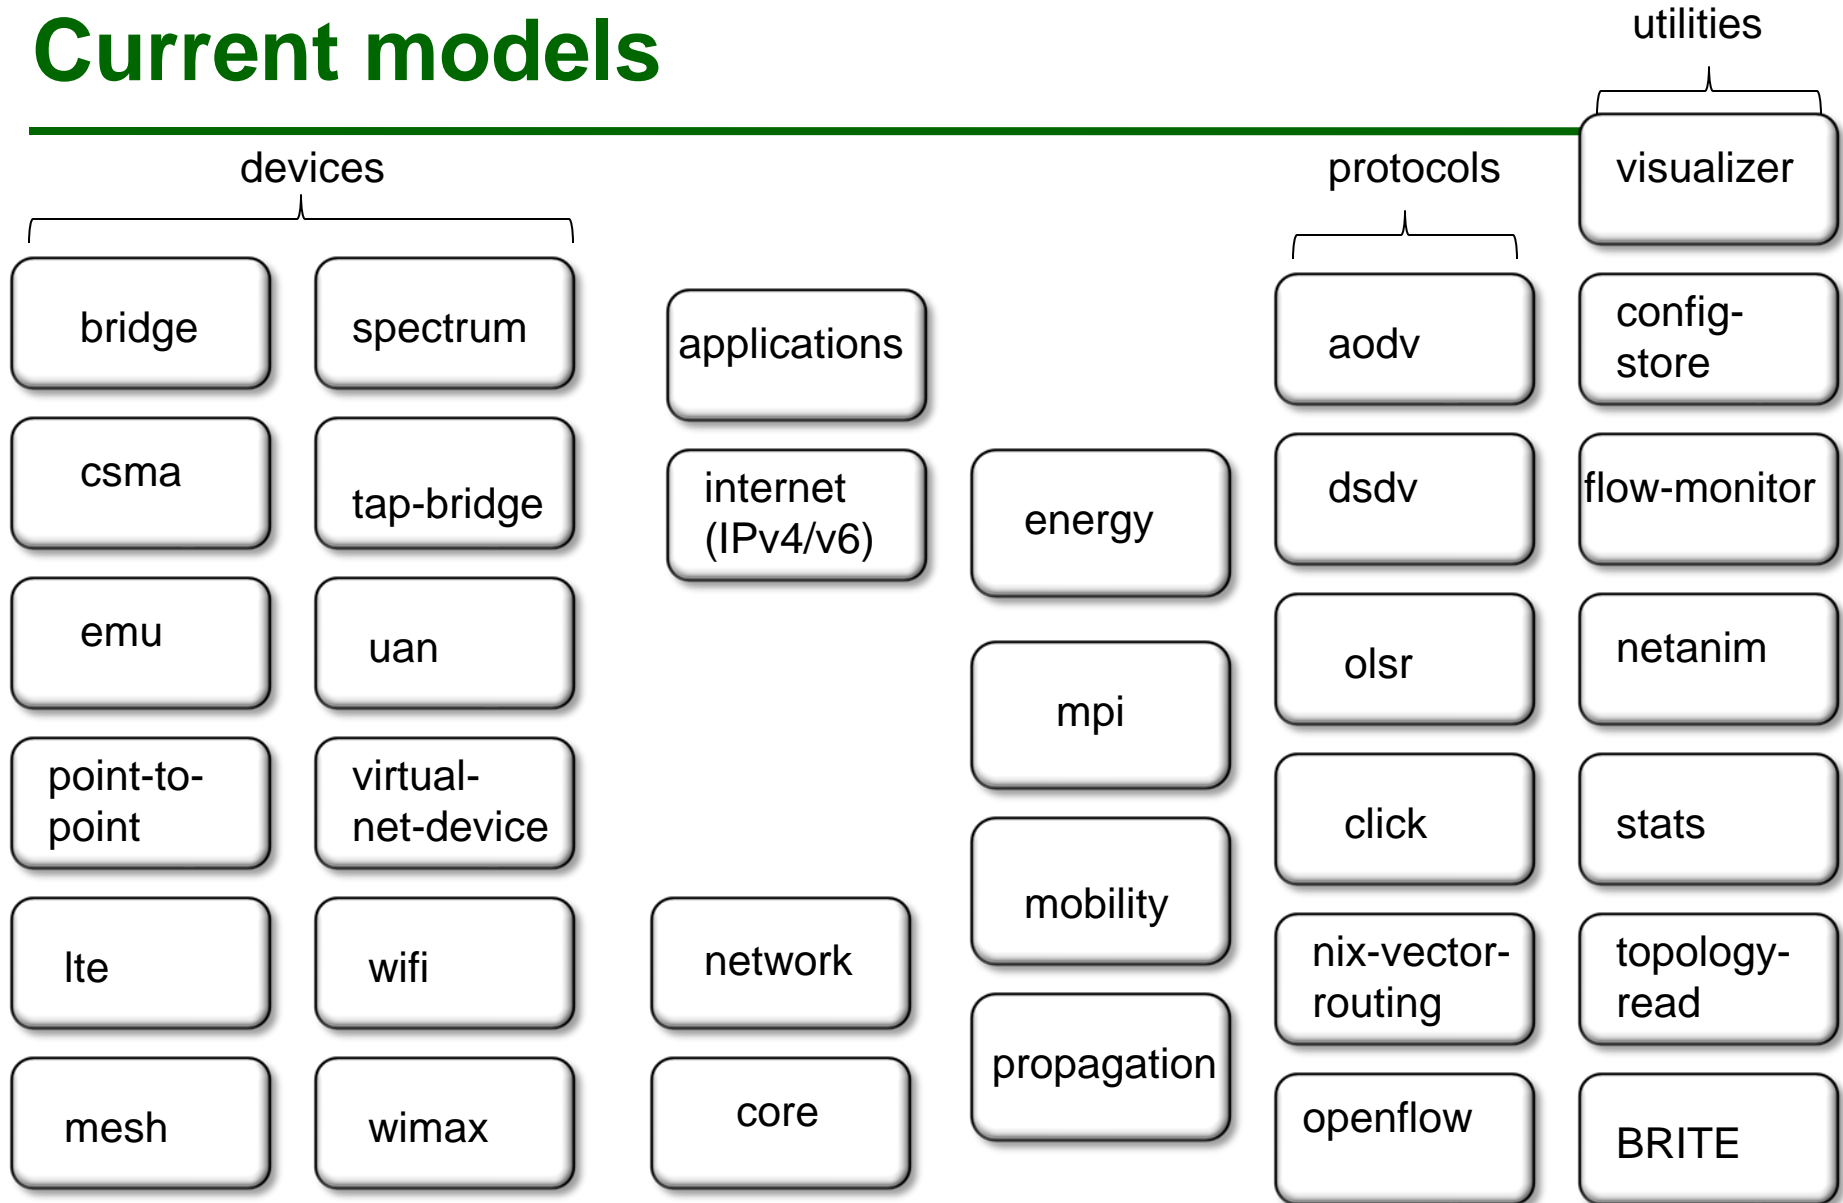 Current models
utilities
devices
protocols
visualizer
bridge
spectrum
applications
aodv
config-
store
csma
tap-bridge
internet
(IPv4/v6)
energy
dsdv
flow-monitor
emu
uan
mpi
olsr
netanim
point-to-
point
virtual-
net-device
mobility
click
stats
lte
wifi
network
propagation
nix-vector-
routing
topology-
read
mesh
wimax
core
openflow
BRITE